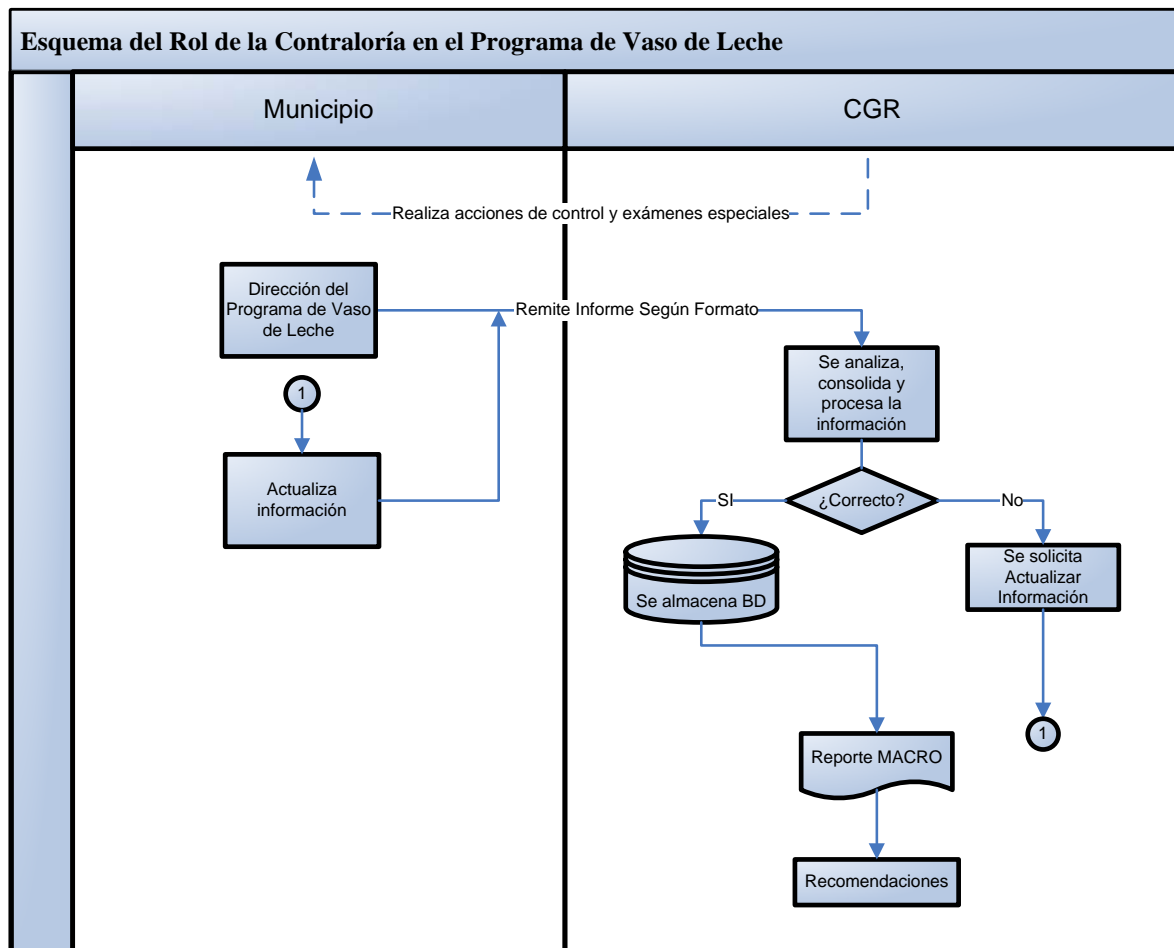 Esquema del Rol de la Contraloría en el Programa de Vaso de Leche
Municipio
CGR
Realiza acciones de control y exámenes especiales
Dirección del
Programa de Vaso
de Leche
Remite Informe Según Formato
Se analiza,
consolida y
procesa la
información
1
Actualiza
información
¿Correcto?
SI
No
Se almacena BD
Se solicita
Actualizar
Información
1
Reporte MACRO
Recomendaciones